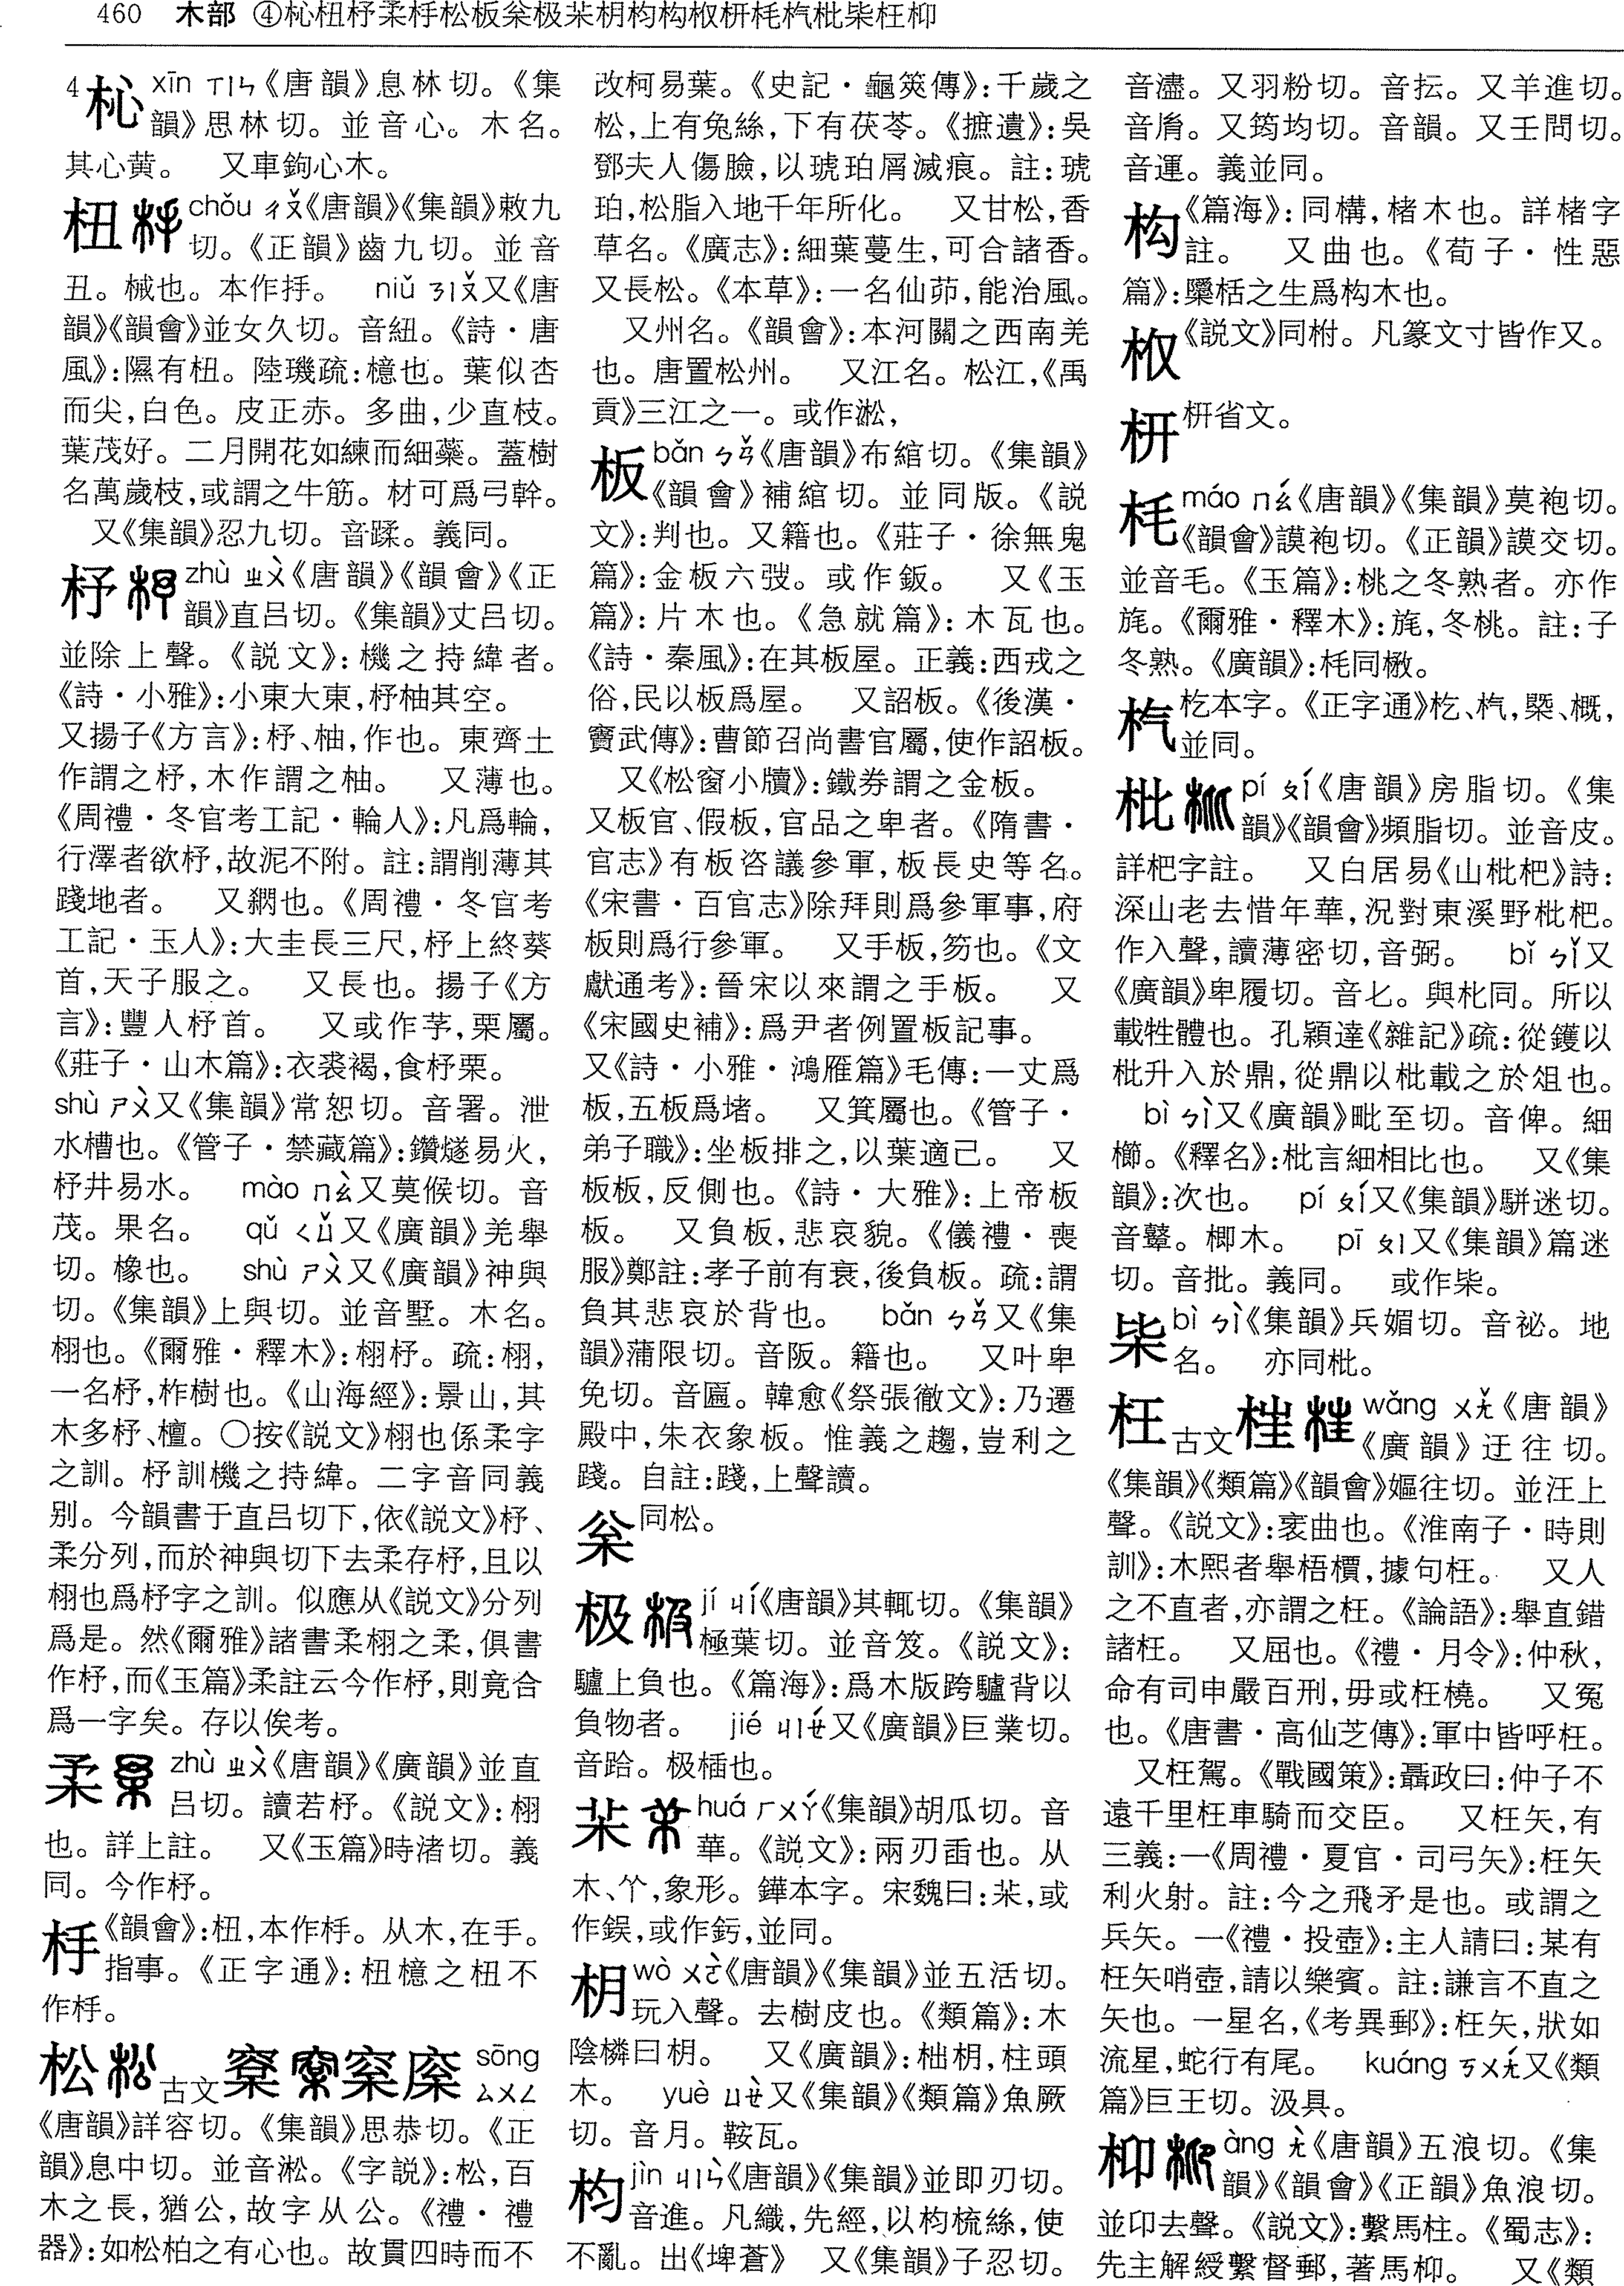 460 木部 ④杺杻杼柔杽松板枀极枼枂枃构杸枅枆杚枇枈枉枊
4杺 xīn ㄒㄧㄣ《唐韻》息林切。《集
韻》思林切。並音心。木名。
其心黄。 又車鉤心木。
杻 chǒu ㄔㄡˇ《唐韻》《集韻》敕九
切。《正韻》齒九切。並音
丑。械也。本作杽。 niǔ ㄋㄧㄡˇ又《唐
韻》《韻會》並女久切。音紐。《詩·唐
風》:隰有杻。陸璣疏:檍也。葉似杏
而尖,白色。皮正赤。多曲,少直枝。
葉茂好。二月開花如練而細蘂。蓋樹
名萬歲枝,或謂之牛筋。材可爲弓幹。
又《集韻》忍九切。音蹂。義同。
杼 zhù ㄓㄨˋ《唐韻》《韻會》《正
韻》直吕切。《集韻》丈吕切。
並除上聲。《説文》:機之持緯者。
《詩·小雅》:小東大東,杼柚其空。
又揚子《方言》:杼、柚,作也。東齊土
作謂之杼,木作謂之柚。 又薄也。
《周禮·冬官考工記·輪人》:凡爲輪,
行澤者欲杼,故泥不附。註:謂削薄其
踐地者。 又網也。《周禮·冬官考
工記·玉人》:大圭長三尺,杼上終葵
首,天子服之。 又長也。揚子《方
言》:豐人杼首。 又或作芧,栗屬。
《莊子·山木篇》:衣裘褐,食杼栗。
shù ㄕㄨˋ又《集韻》常恕切。音署。泄
水槽也。《管子·禁藏篇》:鑽燧易火,
杼井易水。 mào ㄇㄠˋ又莫候切。音
茂。果名。 qǔ ㄑㄩˇ又《廣韻》羌舉
切。橡也。 shù ㄕㄨˋ又《廣韻》神與
切。《集韻》上與切。並音墅。木名。
栩也。《爾雅·釋木》:栩杼。疏:栩,
一名杼,柞樹也。《山海經》:景山,其
木多杼、檀。〇按《説文》栩也係柔字
之訓。杼訓機之持緯。二字音同義
别。今韻書于直吕切下,依《説文》杼、
柔分列,而於神與切下去柔存杼,且以
栩也爲杼字之訓。似應从《説文》分列
爲是。然《爾雅》諸書柔栩之柔,俱書
作杼,而《玉篇》柔註云今作杼,則竟合
爲一字矣。存以俟考。
柔 zhù ㄓㄨˋ《唐韻》《廣韻》並直
吕切。讀若杼。《説文》:栩
也。詳上註。 又《玉篇》時渚切。義
同。今作杼。
杽《韻會》:杻,本作杽。从木,在手。
指事。《正字通》:杻檍之杻不
作杽。
松 古文 sōng
ㄙㄨㄥ
《唐韻》詳容切。《集韻》思恭切。《正
韻》息中切。並音淞。《字説》:松,百
木之長,猶公,故字从公。《禮·禮
器》:如松柏之有心也。故貫四時而不
改柯易葉。《史記·龜筴傳》:千歲之
松,上有兔絲,下有茯苓。《摭遺》:吳
鄧夫人傷臉,以琥珀屑滅痕。註:琥
珀,松脂入地千年所化。 又甘松,香
草名。《廣志》:細葉蔓生,可合諸香。
又長松。《本草》:一名仙茆,能治風。
又州名。《韻會》:本河關之西南羌
也。唐置松州。 又江名。松江,《禹
貢》三江之一。或作淞,
板 bǎn ㄅㄢˇ《唐韻》布綰切。《集韻》
《韻會》補綰切。並同版。《説
文》:判也。又籍也。《莊子·徐無鬼
篇》:金板六弢。或作鈑。 又《玉
篇》:片木也。《急就篇》:木瓦也。
《詩·秦風》:在其板屋。正義:西戎之
俗,民以板爲屋。 又詔板。《後漢·
竇武傳》:曹節召尚書官屬,使作詔板。
又《松窗小牘》:鐵券謂之金板。
又板官、假板,官品之卑者。《隋書·
官志》有板咨議參軍,板長史等名。
《宋書·百官志》除拜則爲參軍事,府
板則爲行參軍。 又手板,笏也。《文
獻通考》:晉宋以來謂之手板。 又
《宋國史補》:爲尹者例置板記事。
又《詩·小雅·鴻雁篇》毛傳:一丈爲
板,五板爲堵。 又箕屬也。《管子·
弟子職》:坐板排之,以葉適己。 又
板板,反側也。《詩·大雅》:上帝板
板。 又負板,悲哀貌。《儀禮·喪
服》鄭註:孝子前有衰,後負板。疏:謂
負其悲哀於背也。 bǎn ㄅㄢˇ又《集
韻》蒲限切。音阪。籍也。 又叶卑
免切。音匾。韓愈《祭張徹文》:乃遷
殿中,朱衣象板。惟義之趨,豈利之
踐。自註:踐,上聲讀。
枀 同松。
极 jí ㄐㄧˊ《唐韻》其輒切。《集韻》
極葉切。並音笈。《説文》:
驢上負也。《篇海》:爲木版跨驢背以
負物者。 jié ㄐㄧㄝˊ又《廣韻》巨業切。
音跲。极插也。
huá ㄏㄨㄚˊ《集韻》胡瓜切。音
華。《説文》:兩刃臿也。从
木、丫,象形。鏵本字。宋魏曰:枼,或
作鋘,或作釫,並同。
枂 wò ㄨㄛˋ《唐韻》《集韻》並五活切。
玩入聲。去樹皮也。《類篇》:木
陰橉曰枂。 又《廣韻》:柮枂,柱頭
木。 yuè ㄩㄝˋ又《集韻》《類篇》魚厥
切。音月。鞍瓦。
枃 jìn ㄐㄧㄣˋ《唐韻》《集韻》並即刃切。
音進。凡織,先經,以枃梳絲,使
不亂。出《埤蒼》 又《集韻》子忍切。
音濜。又羽粉切。音抎。又羊進切。
音胷。又筠均切。音韻。又王問切。
音運。義並同。
构《篇海》:同構,楮木也。詳楮字
註。 又曲也。《荀子·性惡
篇》:檃栝之生爲构木也。
杸《説文》同柎。凡篆文寸皆作又。
枅 枅省文。
枆 máo ㄇㄠˊ《唐韻》《集韻》莫袍切。
《韻會》謨袍切。《正韻》謨交切。
並音毛。《玉篇》:桃之冬熟者。亦作
旄。《爾雅·釋木》:旄,冬桃。註:子
冬熟。《廣韻》:枆同楸。
杚本字。《正字通》杚、㮣、槩、概,
並同。
枇 pí ㄆㄧˊ《唐韻》房脂切。《集
韻》《韻會》頻脂切。並音皮。
詳杷字註。 又白居易《山枇杷》詩:
深山老去惜年華,況對東溪野枇杷。
作入聲,讀薄密切,音弼。 bǐ ㄅㄧˇ又
《廣韻》卑履切。音匕。與朼同。所以
載牲體也。孔穎達《雜記》疏:從鑊以
枇升入於鼎,從鼎以枇載之於俎也。
bì ㄅㄧˋ又《廣韻》毗至切。音俾。細
櫛。《釋名》:枇言細相比也。 又《集
韻》:次也。 pí ㄆㄧˊ又《集韻》駢迷切。
音鼙。楖木。 pī ㄆㄧ又《集韻》篇迷
切。音批。義同。 或作枈。
枈 bì ㄅㄧˋ《集韻》兵媚切。音祕。地
名。 亦同枇。
枉 古文 wǎng ㄨㄤˇ《唐韻》
《廣韻》迂往切。
《集韻》《類篇》《韻會》嫗往切。並汪上
聲。《説文》:衺曲也。《淮南子·時則
訓》:木熙者舉梧檟,據句枉。 又人
之不直者,亦謂之枉。《論語》:舉直錯
諸枉。 又屈也。《禮·月令》:仲秋,
命有司申嚴百刑,毋或枉橈。 又冤
也。《唐書·高仙芝傳》:軍中皆呼枉。
又枉駕。《戰國策》:聶政曰:仲子不
遠千里枉車騎而交臣。 又枉矢,有
三義:一《周禮·夏官·司弓矢》:枉矢
利火射。註:今之飛矛是也。或謂之
兵矢。一《禮·投壺》:主人請曰:某有
枉矢哨壺,請以樂賓。註:謙言不直之
矢也。一星名,《考異郵》:枉矢,狀如
流星,蛇行有尾。 kuáng ㄎㄨㄤˊ又《類
篇》巨王切。汲具。
枊 àng ㄤˋ《唐韻》五浪切。《集
韻》《韻會》《正韻》魚浪切。
並卬去聲。《説文》:繫馬柱。《蜀志》:
先主解綬繫督郵,著馬枊。 又《類